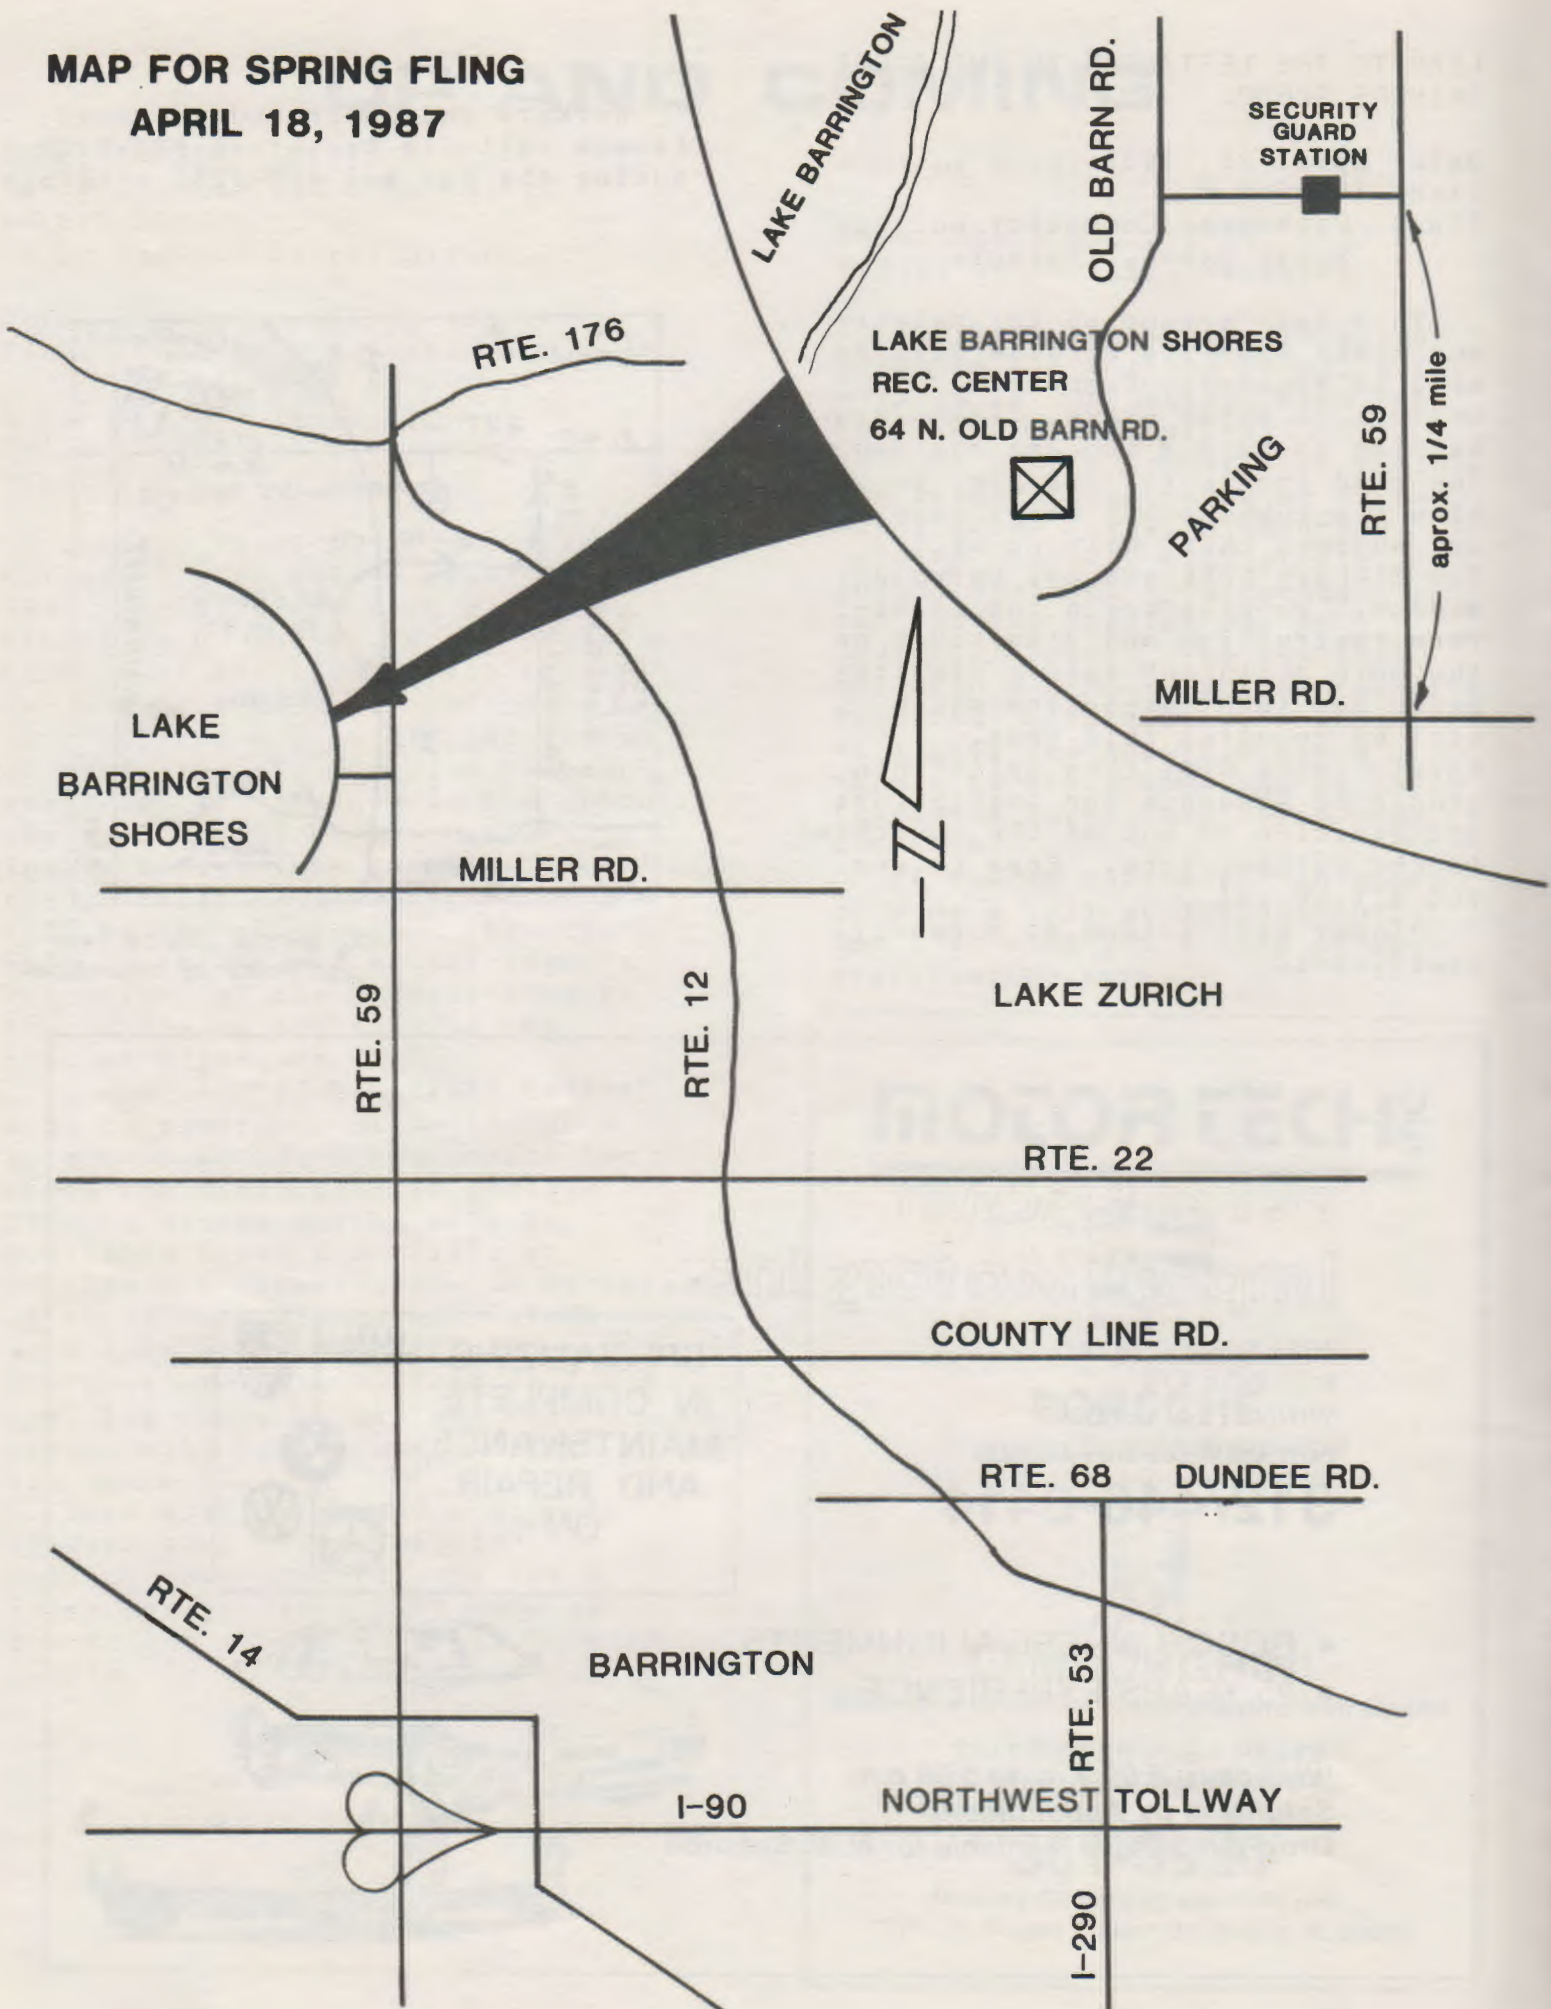 MAP FOR SPRING FLING
APRIL 18, 1987
LAKE BARRINGTON
OLD BARN RD.
SECURITY
GUARD
STATION
RTE. 176
LAKE BARRINGTON SHORES
REC. CENTER
64 N. OLD BARN RD.
PARKING
RTE. 59
aprox. 1/4 mile
MILLER RD.
LAKE
BARRINGTON
SHORES
MILLER RD.
N
RTE. 59
RTE. 12
LAKE ZURICH
RTE. 22
COUNTY LINE RD.
RTE. 68 DUNDEE RD.
RTE. 14
BARRINGTON
RTE. 53
I-90 NORTHWEST TOLLWAY
I-290